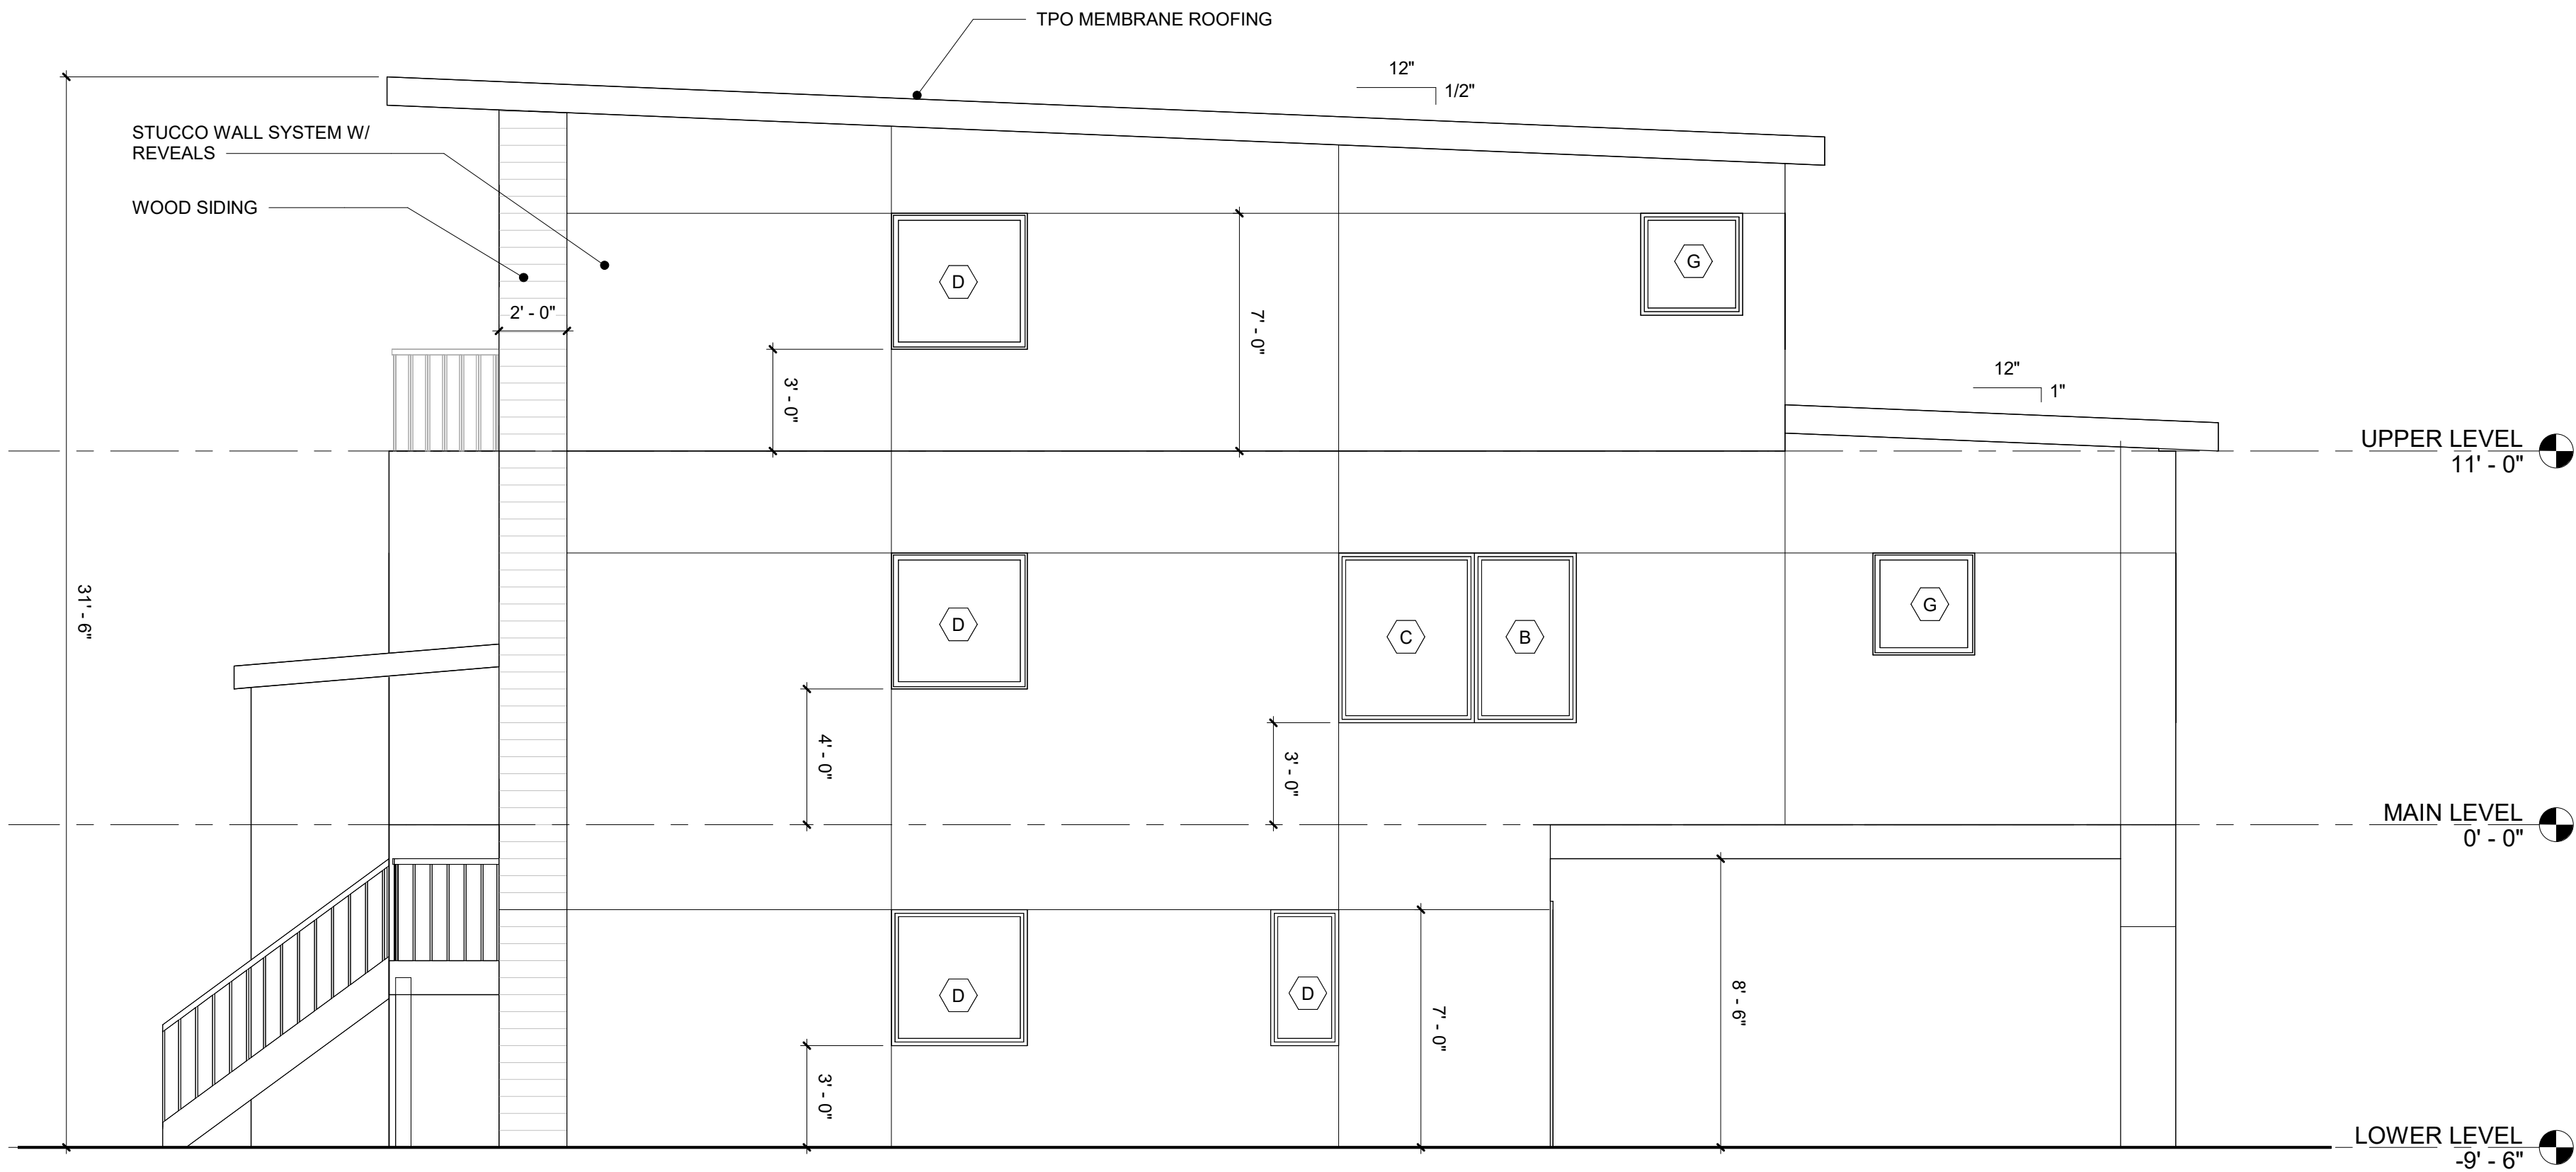 TPO MEMBRANE ROOFING
12"
1/2"
STUCCO WALL SYSTEM W/
REVEALS
WOOD SIDING
D
G
2' - 0"
7' - 0"
3' - 0"
12"
1"
UPPER LEVEL
11' - 0"
31' - 6"
D
C
B
G
4' - 0"
3' - 0"
MAIN LEVEL
0' - 0"
D
D
8' - 6"
7' - 0"
3' - 0"
LOWER LEVEL
-9' - 6"